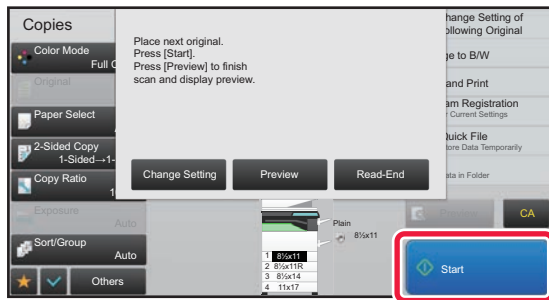 Copies
Color Mode
Full
Original
Paper Select
2-Sided Copy
1-Sided→1-
Copy Ratio
Exposure
Auto
Sort/Group
Auto
Others
Place next original.
Press [Start].
Press [Preview] to finish
scan and display preview.
Change Setting
Preview
Read-End
Plain
8½x11
1 8½x11
2 8½x11R
3 8½x14
4 11x17
hange Setting of
ollowing Original
ge to B/W
and Print
am Registration
Current Settings
Quick File
ore Data Temporarily
ata in Folder
CA
Start